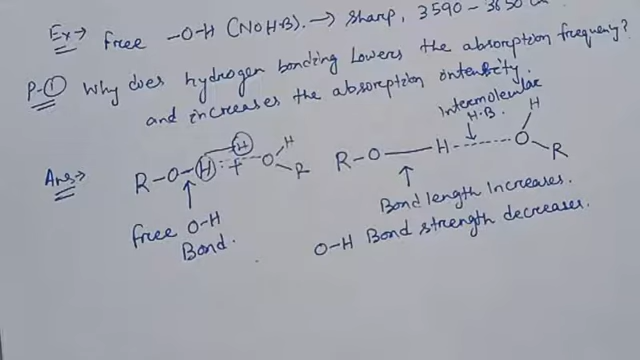 Ex → Free -O-H (No H.B). → Sharp, 3590 - 3650
P-① Why does hydrogen bonding Lowers the absorption frequency?
and increases the absorption intensity.
Ans → R-O-H + O H R
Free O-H
Bond.
Intermolecular
H.B.
R-O-H O H R
Bond length Increases.
O-H Bond strength decreases.